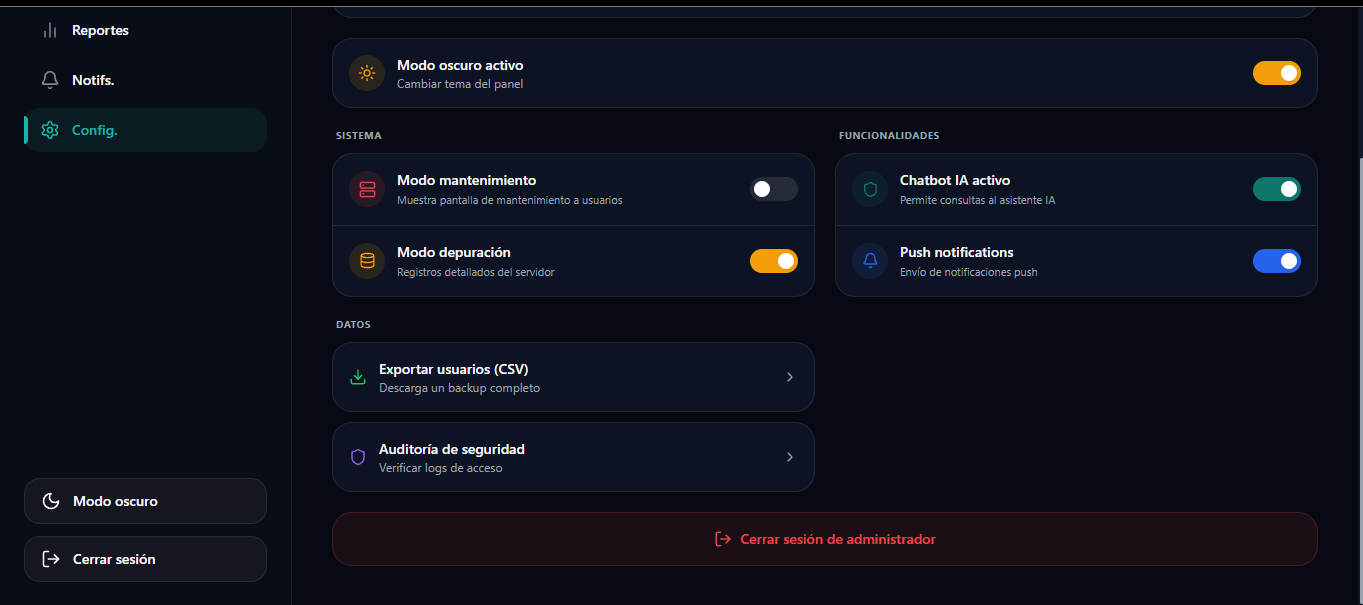 Reportes
Notifs.
Config.
Modo oscuro
Cerrar sesión
Modo oscuro activo
Cambiar tema del panel
SISTEMA
Modo mantenimiento
Muestra pantalla de mantenimiento a usuarios
Modo depuración
Registros detallados del servidor
FUNCIONALIDADES
Chatbot IA activo
Permite consultas al asistente IA
Push notifications
Envío de notificaciones push
DATOS
Exportar usuarios (CSV)
Descarga un backup completo
Auditoría de seguridad
Verificar logs de acceso
Cerrar sesión de administrador